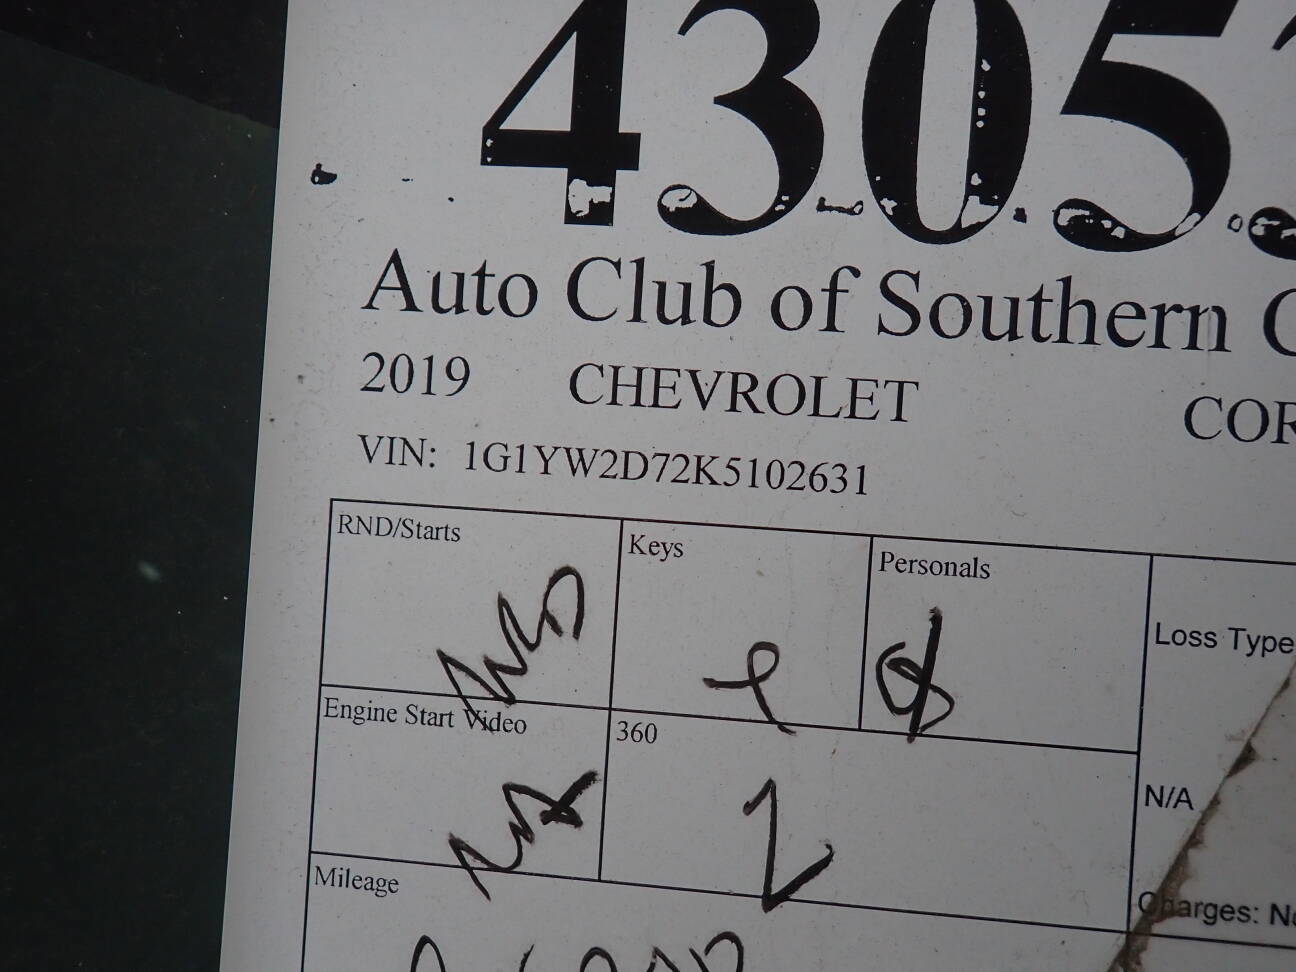 4305
Auto Club of Southern C
2019 CHEVROLET COR
VIN: 1G1YW2D72K5102631
RND/Starts Keys Personals
Loss Type
Engine Start Video 360
N/A
Mileage
Charges: No